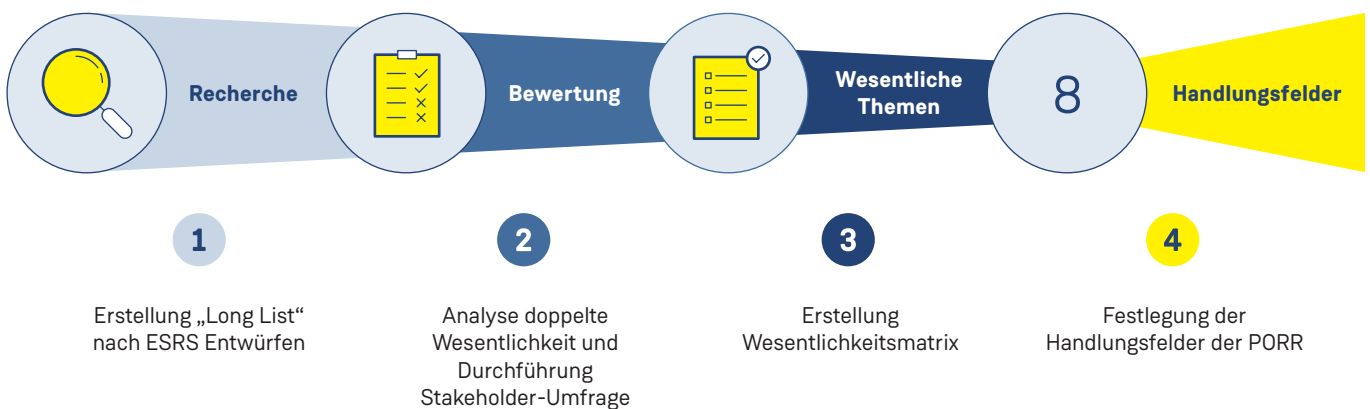 Recherche
Bewertung
Wesentliche
Themen
8
Handlungsfelder
1
2
3
4
Erstellung „Long List“
nach ESRS Entwürfen
Analyse doppelte
Wesentlichkeit und
Durchführung
Stakeholder-Umfrage
Erstellung
Wesentlichkeitsmatrix
Festlegung der
Handlungsfelder der PORR